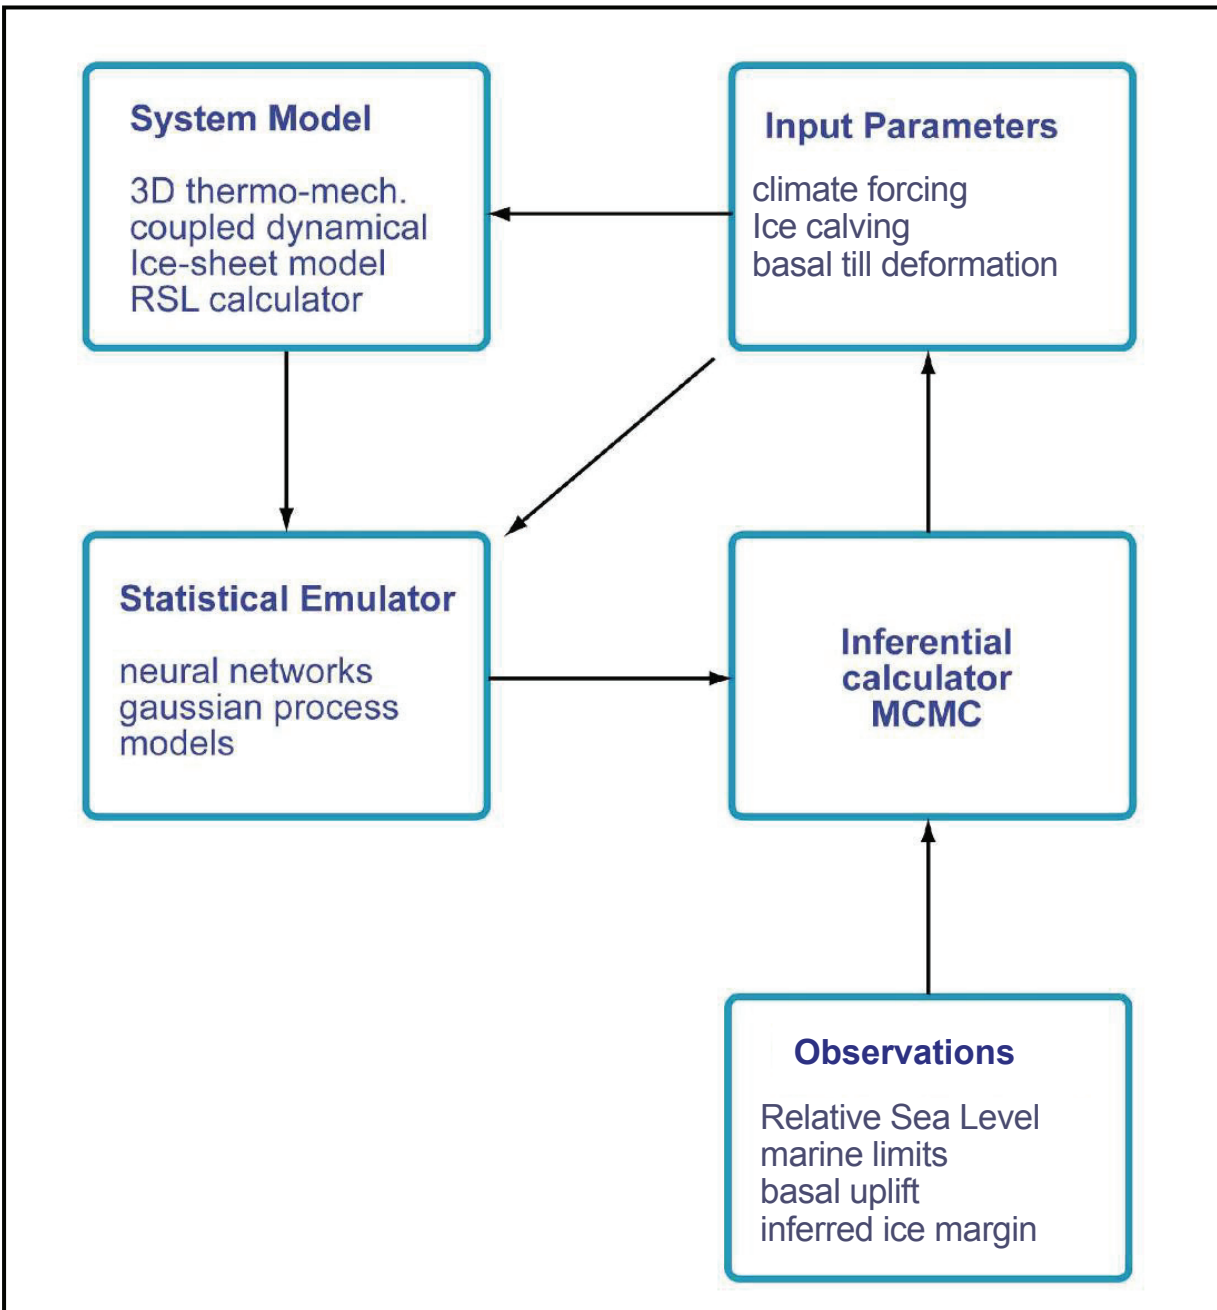 System Model
3D thermo-mech.
coupled dynamical
Ice-sheet model
RSL calculator
Input Parameters
climate forcing
Ice calving
basal till deformation
Statistical Emulator
neural networks
gaussian process
models
Inferential
calculator
MCMC
Observations
Relative Sea Level
marine limits
basal uplift
inferred ice margin